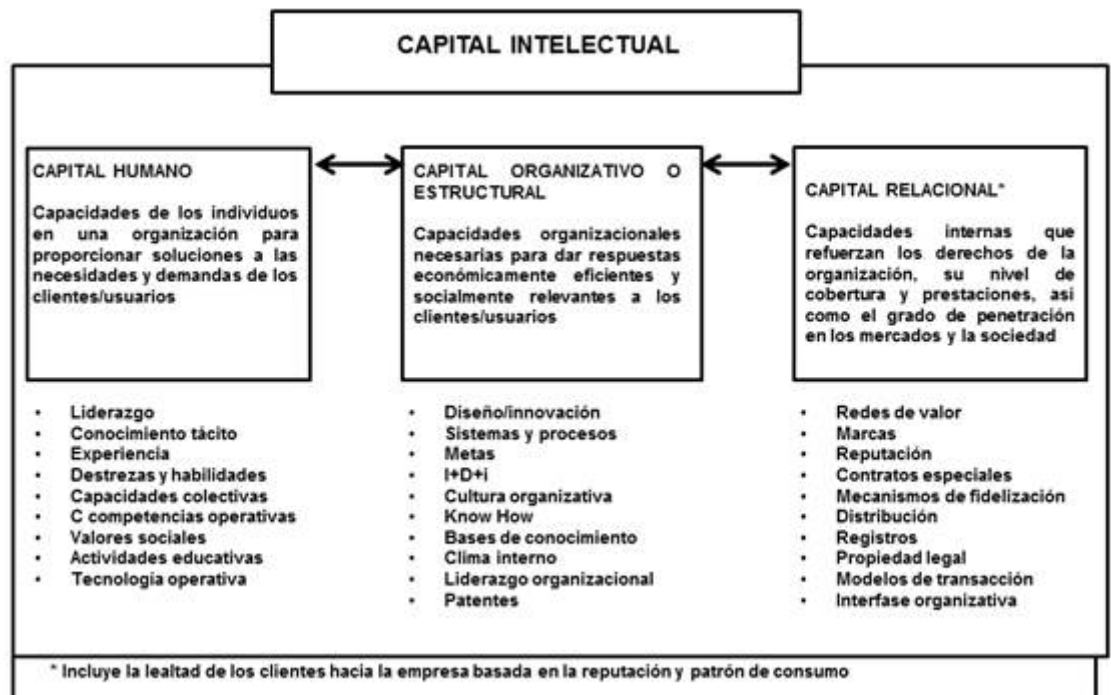 CAPITAL INTELECTUAL
CAPITAL HUMANO
Capacidades de los individuos
en una organización para
proporcionar soluciones a las
necesidades y demandas de los
clientes/usuarios
CAPITAL ORGANIZATIVO O
ESTRUCTURAL
Capacidades organizacionales
necesarias para dar respuestas
económicamente eficientes y
socialmente relevantes a los
clientes/usuarios
CAPITAL RELACIONAL*
Capacidades internas que
refuerzan los derechos de la
organización, su nivel de
cobertura y prestaciones, asi
como el grado de penetración
en los mercados y la sociedad
• Liderazgo
• Conocimiento tácito
• Experiencia
• Destrezas y habilidades
• Capacidades colectivas
• C competencias operativas
• Valores sociales
• Actividades educativas
• Tecnología operativa
• Diseño/innovación
• Sistemas y procesos
• Metas
• I+D+i
• Cultura organizativa
• Know How
• Bases de conocimiento
• Clima interno
• Liderazgo organizacional
• Patentes
• Redes de valor
• Marcas
• Reputación
• Contratos especiales
• Mecanismos de fidelización
• Distribución
• Registros
• Propiedad legal
• Modelos de transacción
• Interfase organizativa
* Incluye la lealtad de los clientes hacia la empresa basada en la reputación y patrón de consumo